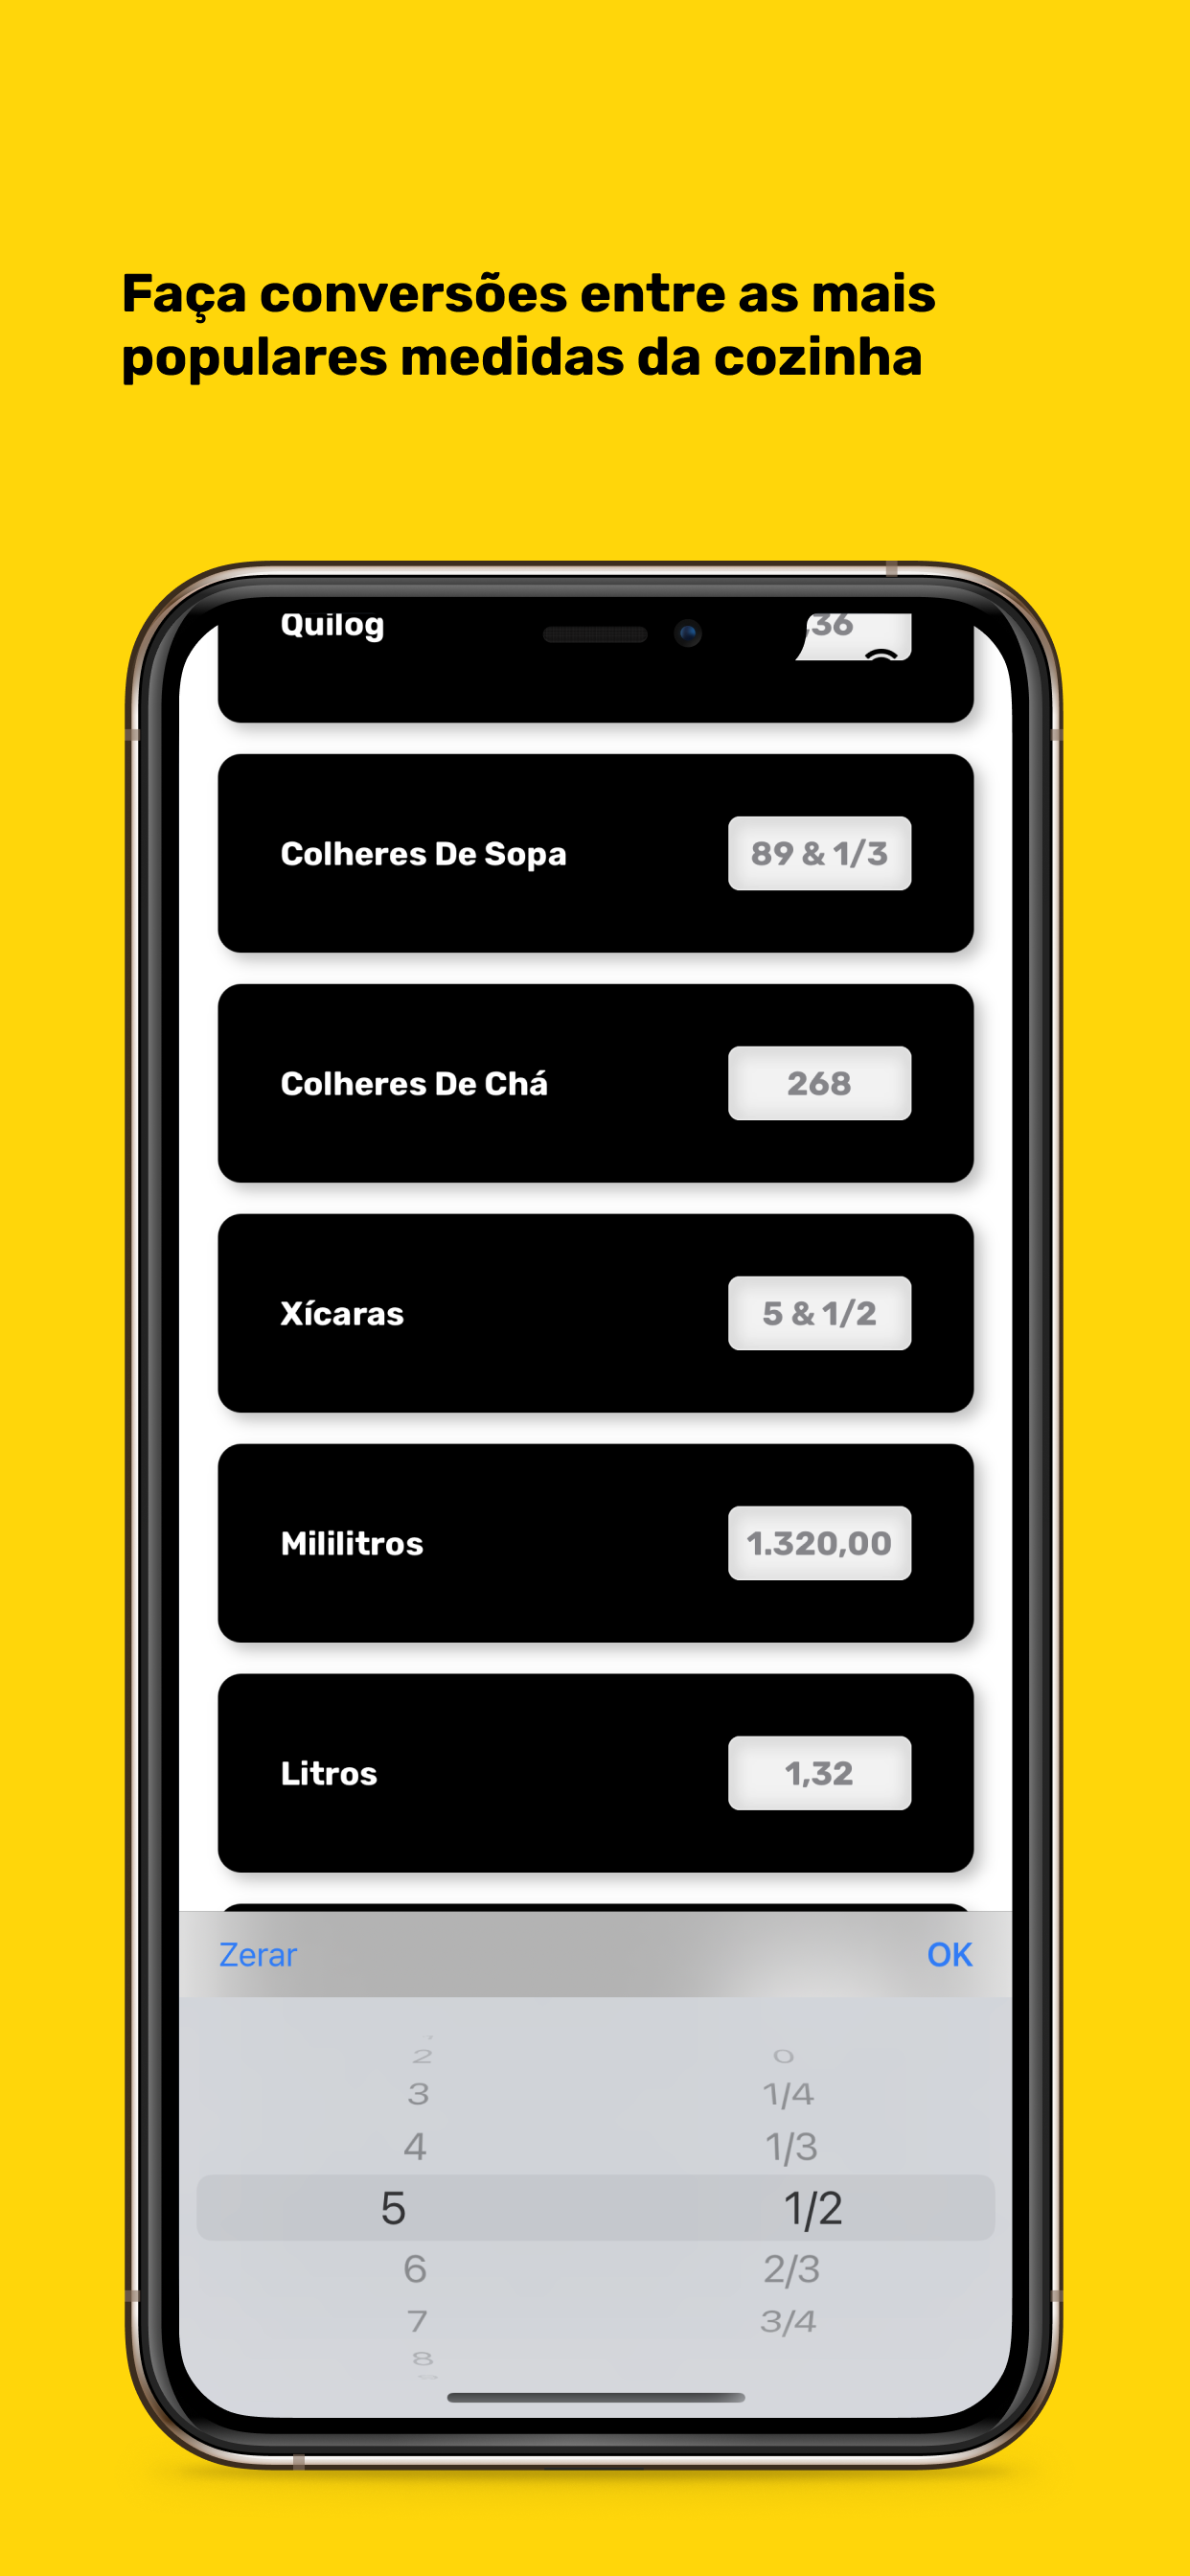 Faça conversões entre as mais
populares medidas da cozinha
Quilog
,36
Colheres De Sopa
89 & 1/3
Colheres De Chá
268
Xícaras
5 & 1/2
Mililitros
1.320,00
Litros
1,32
Zerar
OK
2 0
3 1/4
4 1/3
5 1/2
6 2/3
7 3/4
8